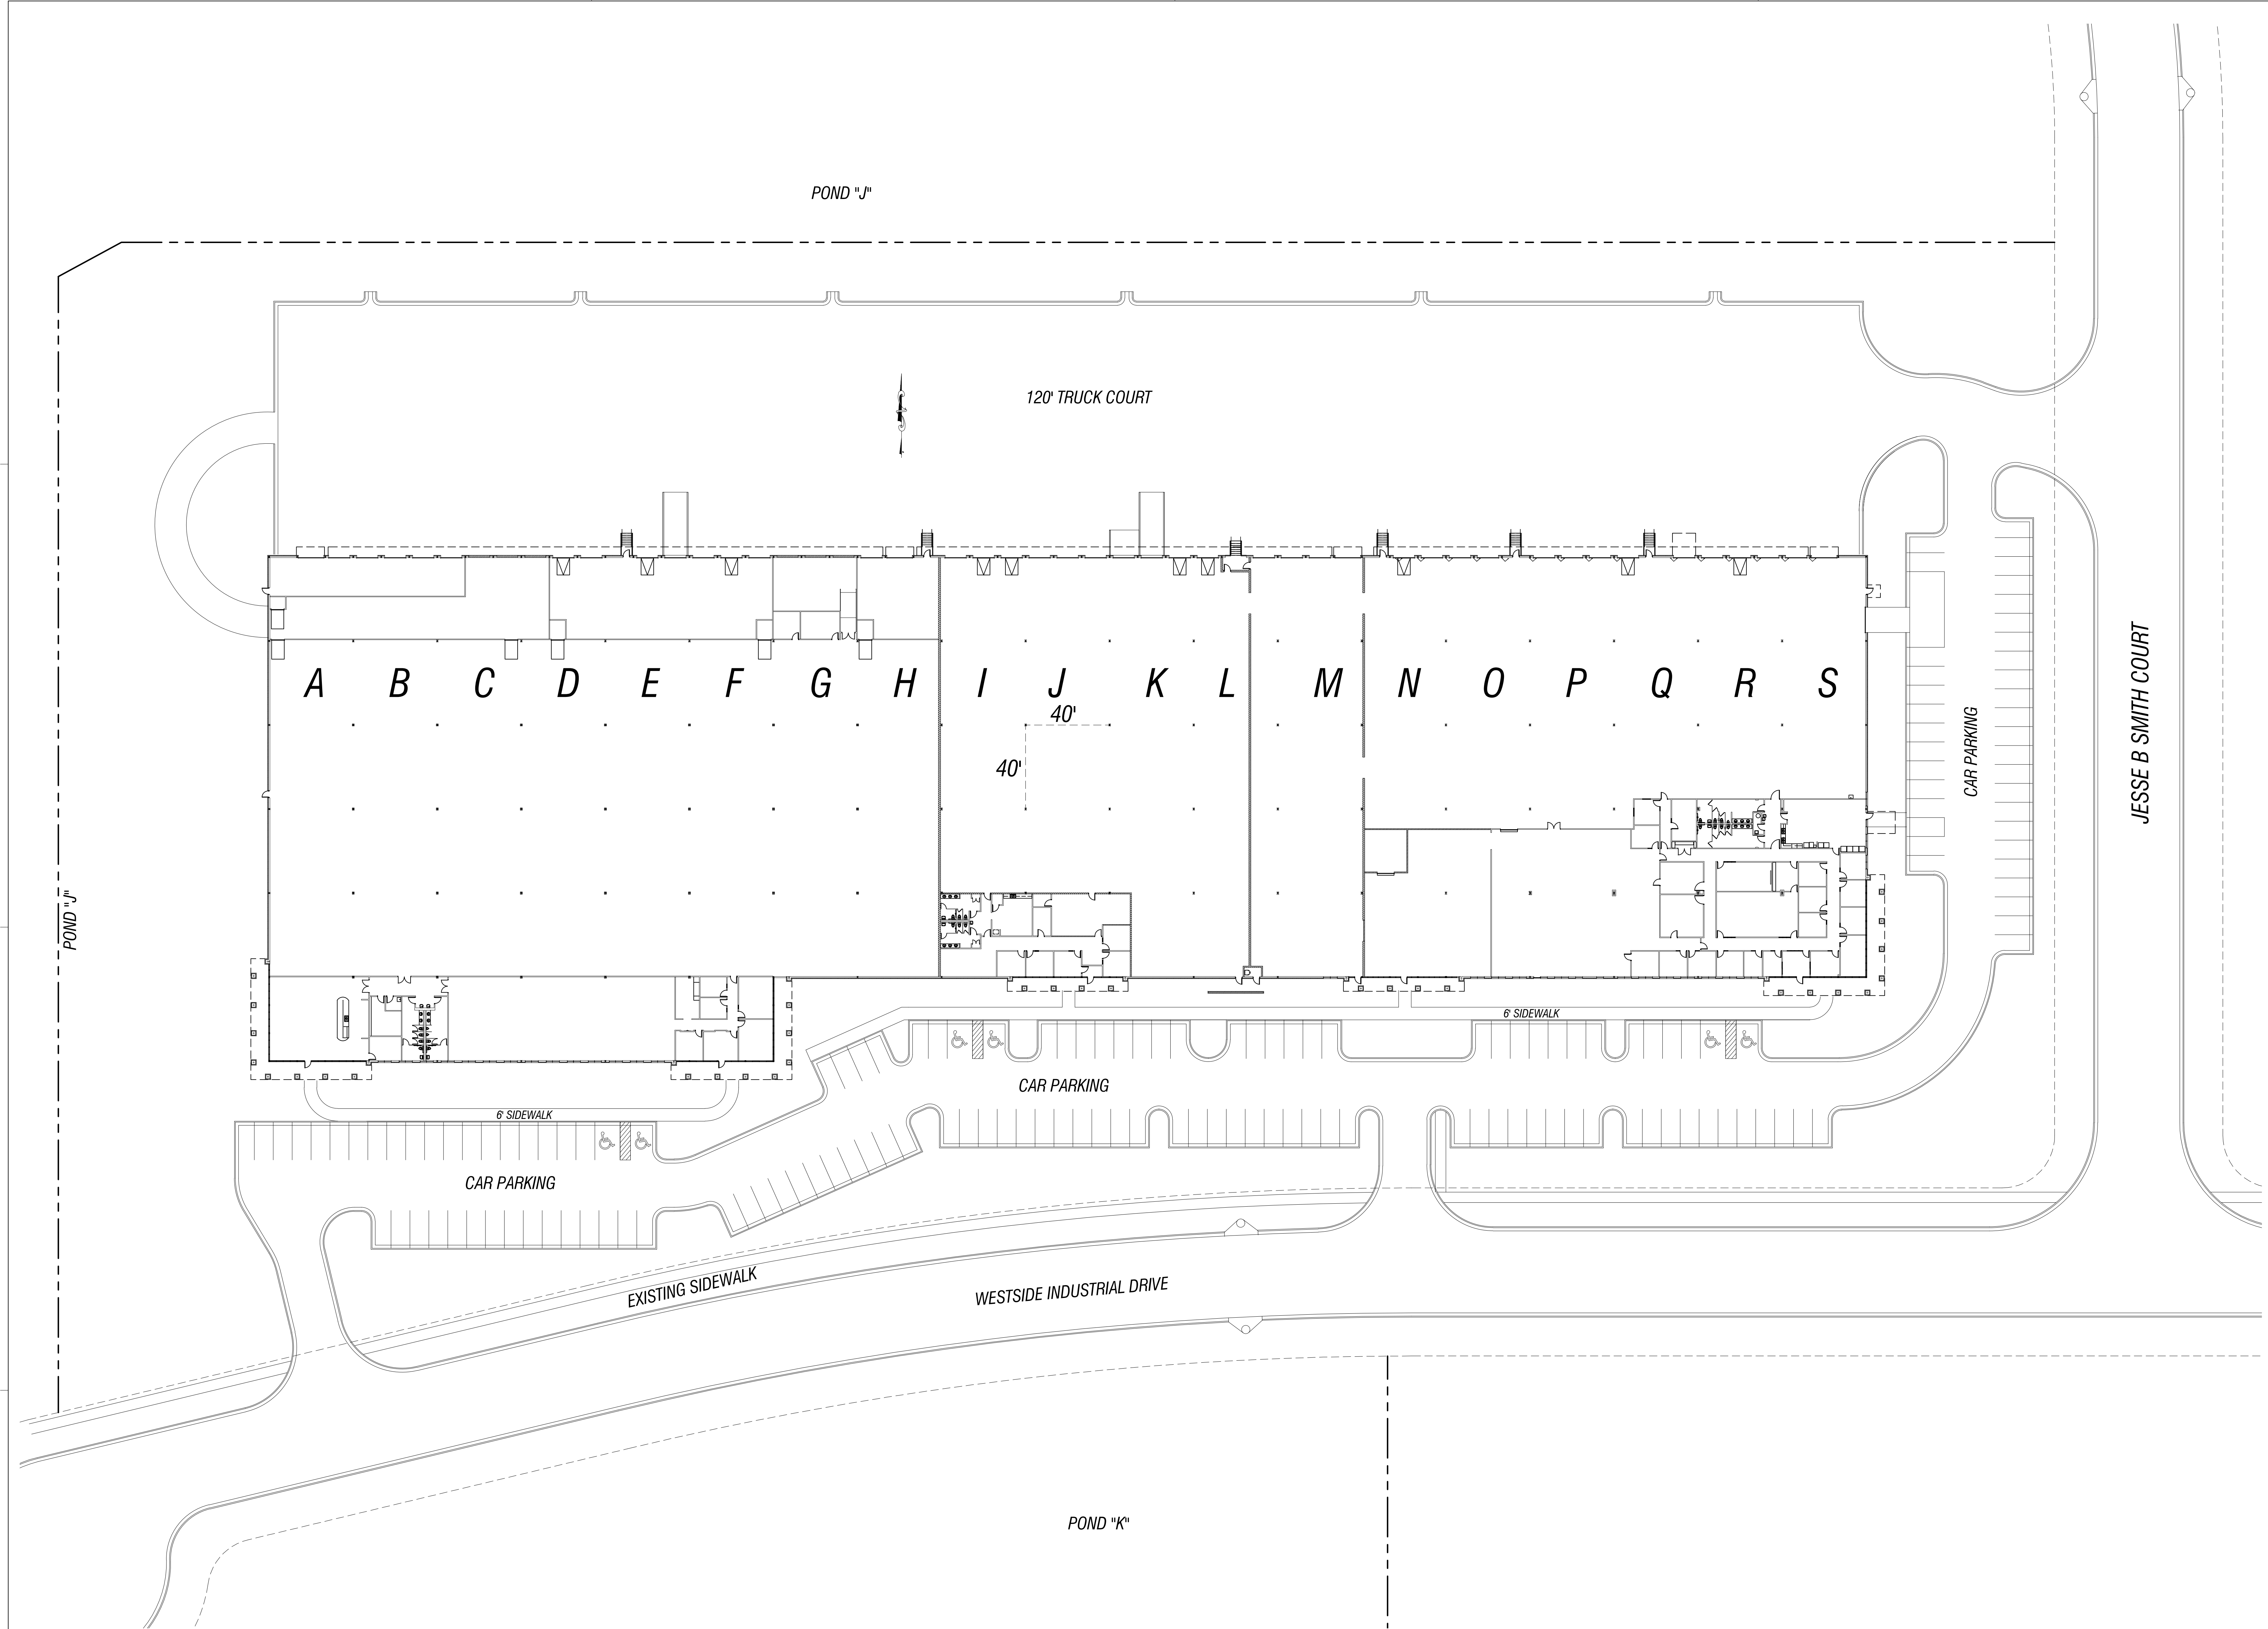 POND "J"
120' TRUCK COURT
A B C D E F G H I J K L M N O P Q R S
40'
40'
CAR PARKING
JESSE B SMITH COURT
POND "J"
6' SIDEWALK
CAR PARKING
6' SIDEWALK
CAR PARKING
EXISTING SIDEWALK
WESTSIDE INDUSTRIAL DRIVE
POND "K"